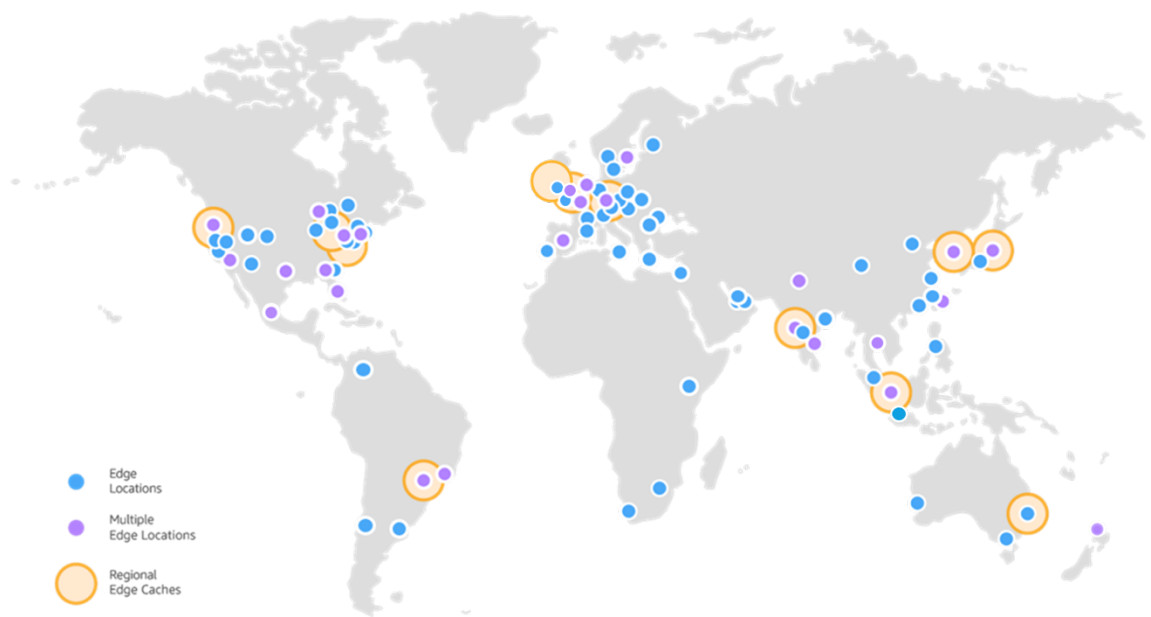 Edge
Locations
Multiple
Edge Locations
Regional
Edge Caches